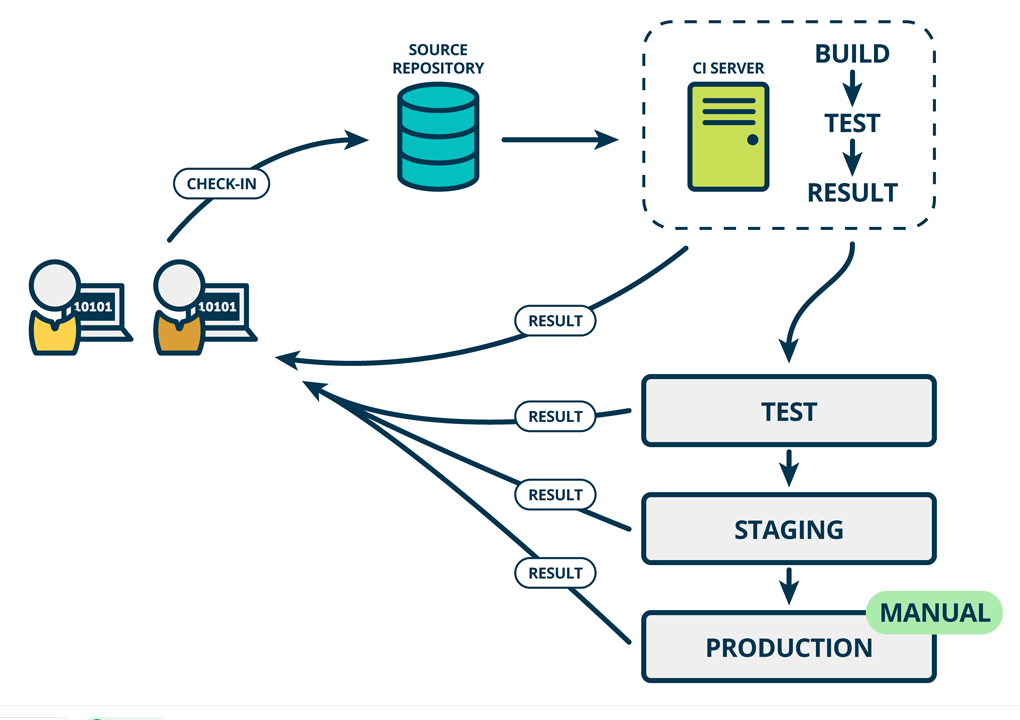 SOURCE
REPOSITORY
CI SERVER
BUILD
TEST
RESULT
CHECK-IN
10101
10101
RESULT
RESULT
TEST
RESULT
STAGING
RESULT
MANUAL
PRODUCTION